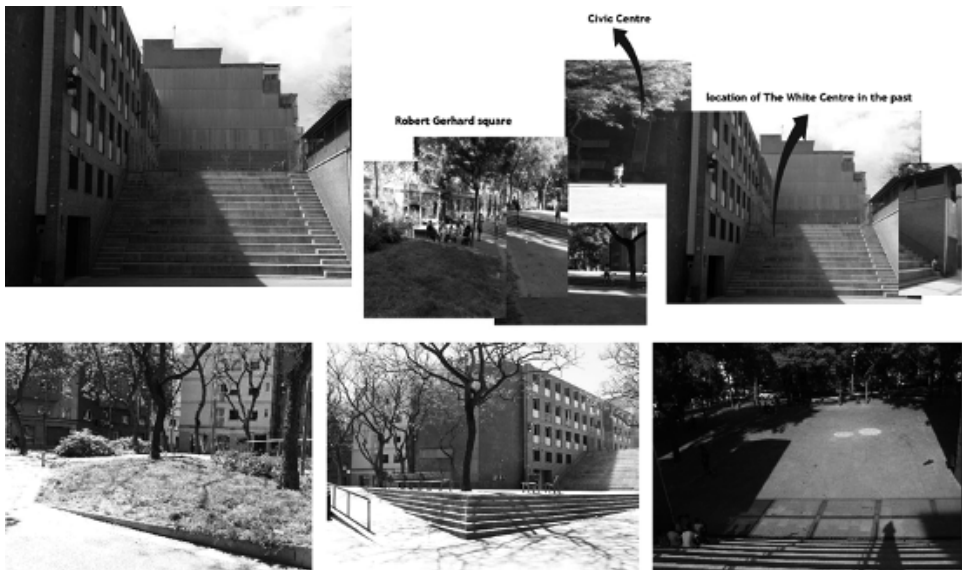 Civic Centre
location of The White Centre in the past
Robert Gerhard square